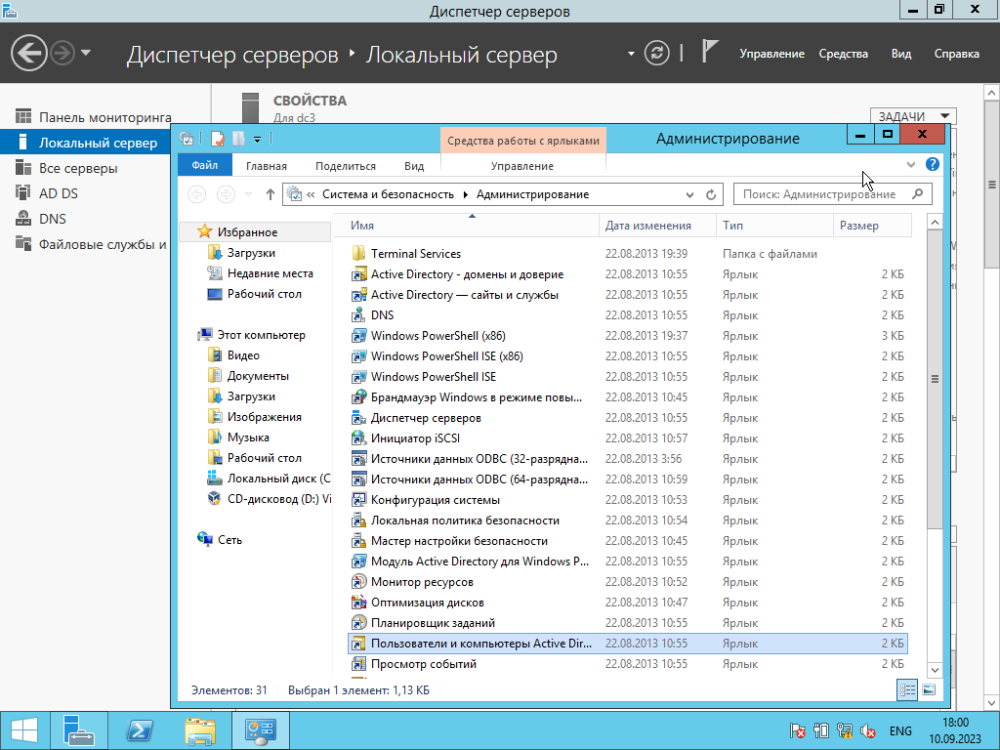 Диспетчер серверов
Диспетчер серверов ‣ Локальный сервер
Управление Средства Вид Справка
Панель мониторинга
Локальный сервер
Все серверы
AD DS
DNS
Файловые службы и
СВОЙСТВА
Для dc3
ЗАДАЧИ
Средства работы с ярлыками
Администрирование
Файл Главная Поделиться Вид Управление
« Система и безопасность ‣ Администрирование
Поиск: Администрирование
Избранное
Загрузки
Недавние места
Рабочий стол
Этот компьютер
Видео
Документы
Загрузки
Изображения
Музыка
Рабочий стол
Локальный диск (C
CD-дисковод (D:) Vi
Сеть
Имя Дата изменения Тип Размер
Terminal Services 22.08.2013 19:39 Папка с файлами
Active Directory - домены и доверие 22.08.2013 10:55 Ярлык 2 КБ
Active Directory — сайты и службы 22.08.2013 10:55 Ярлык 2 КБ
DNS 22.08.2013 10:55 Ярлык 2 КБ
Windows PowerShell (x86) 22.08.2013 19:37 Ярлык 3 КБ
Windows PowerShell ISE (x86) 22.08.2013 10:55 Ярлык 2 КБ
Windows PowerShell ISE 22.08.2013 10:55 Ярлык 2 КБ
Брандмауэр Windows в режиме повы... 22.08.2013 10:45 Ярлык 2 КБ
Диспетчер серверов 22.08.2013 10:55 Ярлык 2 КБ
Инициатор iSCSI 22.08.2013 10:57 Ярлык 2 КБ
Источники данных ODBC (32-разрядна... 22.08.2013 3:56 Ярлык 2 КБ
Источники данных ODBC (64-разрядна... 22.08.2013 10:59 Ярлык 2 КБ
Конфигурация системы 22.08.2013 10:53 Ярлык 2 КБ
Локальная политика безопасности 22.08.2013 10:54 Ярлык 2 КБ
Мастер настройки безопасности 22.08.2013 10:45 Ярлык 2 КБ
Модуль Active Directory для Windows P... 22.08.2013 10:55 Ярлык 2 КБ
Монитор ресурсов 22.08.2013 10:52 Ярлык 2 КБ
Оптимизация дисков 22.08.2013 10:47 Ярлык 2 КБ
Планировщик заданий 22.08.2013 10:55 Ярлык 2 КБ
Пользователи и компьютеры Active Dir... 22.08.2013 10:55 Ярлык 2 КБ
Просмотр событий 22.08.2013 10:55 Ярлык 2 КБ
Элементов: 31 Выбран 1 элемент: 1,13 КБ
ENG
18:00
10.09.2023